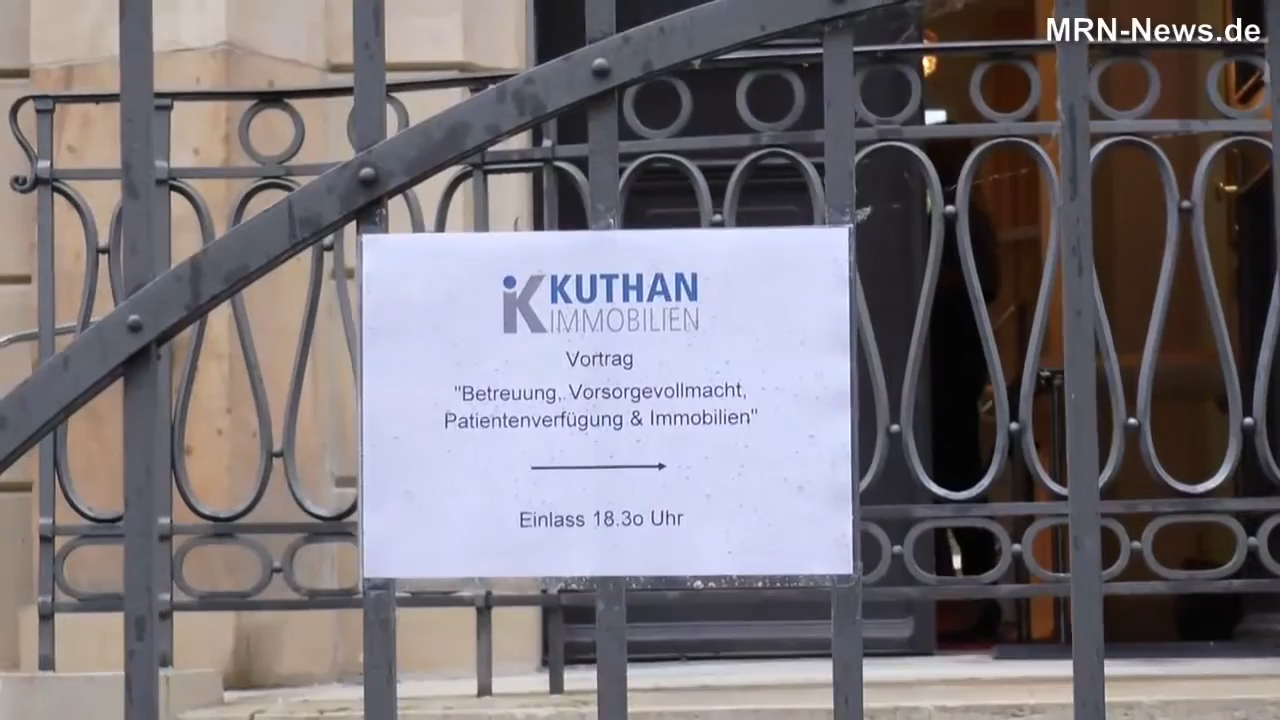 MRN-News.de
KUTHAN
IMMOBILIEN
Vortrag
"Betreuung, Vorsorgevollmacht,
Patientenverfügung & Immobilien"
Einlass 18.3o Uhr